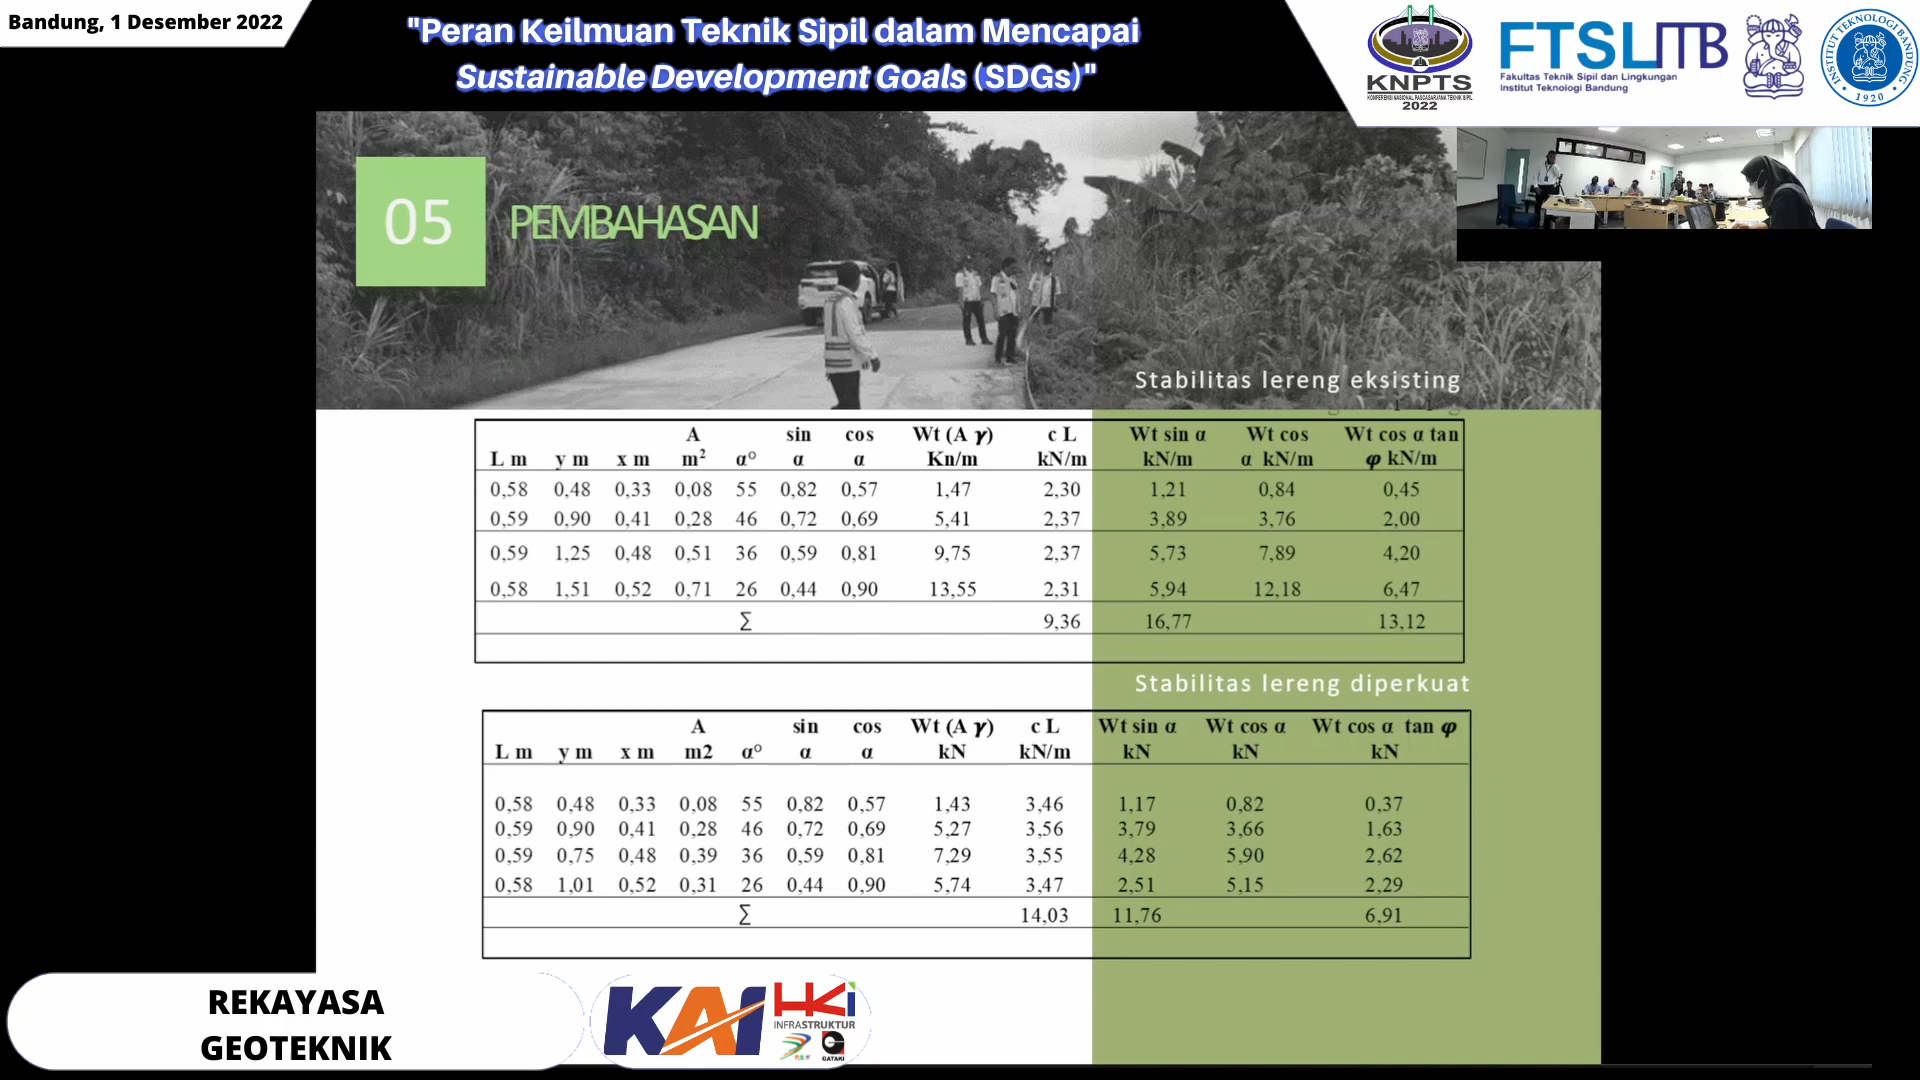 Bandung, 1 Desember 2022
"Peran Keilmuan Teknik Sipil dalam Mencapai
Sustainable Development Goals (SDGs)"
KNPTS
KONFERENSI NASIONAL PASCASARJANA TEKNIK SIPIL
2022
FTSL ITB
Fakultas Teknik Sipil dan Lingkungan
Institut Teknologi Bandung
INSTITUT TEKNOLOGI BANDUNG
1920
05 PEMBAHASAN
Stabilitas lereng eksisting
A sin cos Wt (A γ) c L Wt sin α Wt cos Wt cos α tan
L m y m x m m² α° α α Kn/m kN/m kN/m α kN/m φ kN/m
0,58 0,48 0,33 0,08 55 0,82 0,57 1,47 2,30 1,21 0,84 0,45
0,59 0,90 0,41 0,28 46 0,72 0,69 5,41 2,37 3,89 3,76 2,00
0,59 1,25 0,48 0,51 36 0,59 0,81 9,75 2,37 5,73 7,89 4,20
0,58 1,51 0,52 0,71 26 0,44 0,90 13,55 2,31 5,94 12,18 6,47
Σ 9,36 16,77 13,12
Stabilitas lereng diperkuat
A sin cos Wt (A γ) c L Wt sin α Wt cos α Wt cos α tan φ
L m y m x m m2 α° α α kN kN/m kN kN kN
0,58 0,48 0,33 0,08 55 0,82 0,57 1,43 3,46 1,17 0,82 0,37
0,59 0,90 0,41 0,28 46 0,72 0,69 5,27 3,56 3,79 3,66 1,63
0,59 0,75 0,48 0,39 36 0,59 0,81 7,29 3,55 4,28 5,90 2,62
0,58 1,01 0,52 0,31 26 0,44 0,90 5,74 3,47 2,51 5,15 2,29
Σ 14,03 11,76 6,91
REKAYASA
GEOTEKNIK
KAI
HKi
INFRASTRUKTUR
GATAKI